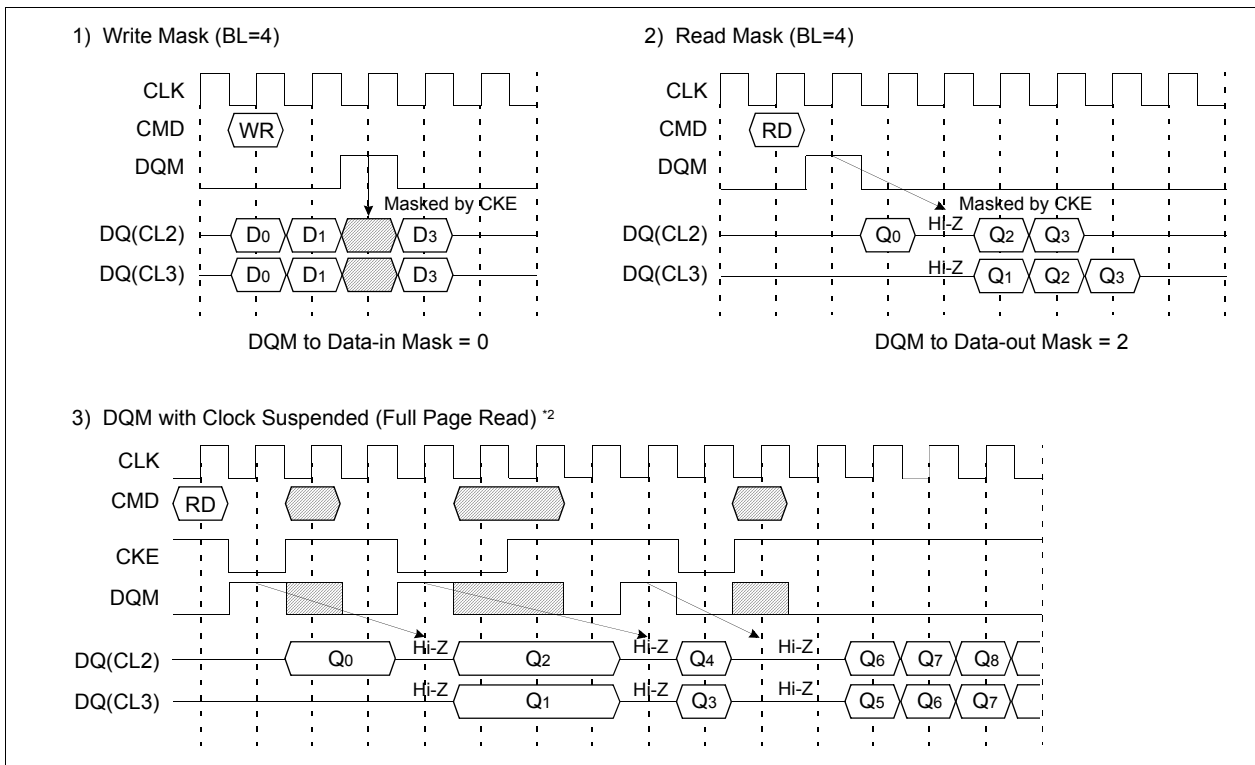 1) Write Mask (BL=4)
CLK
CMD
WR
DQM
Masked by CKE
DQ(CL2)
D0 D1 D3
DQ(CL3)
D0 D1 D3
DQM to Data-in Mask = 0
2) Read Mask (BL=4)
CLK
CMD
RD
DQM
Masked by CKE
Hi-Z
DQ(CL2)
Q0 Q2 Q3
DQ(CL3)
Hi-Z
Q1 Q2 Q3
DQM to Data-out Mask = 2
3) DQM with Clock Suspended (Full Page Read) *2
CLK
CMD
RD
CKE
DQM
DQ(CL2)
Q0 Hi-Z Q2 Hi-Z Q4 Hi-Z Q6 Q7 Q8
DQ(CL3)
Hi-Z Q1 Hi-Z Q3 Hi-Z Q5 Q6 Q7